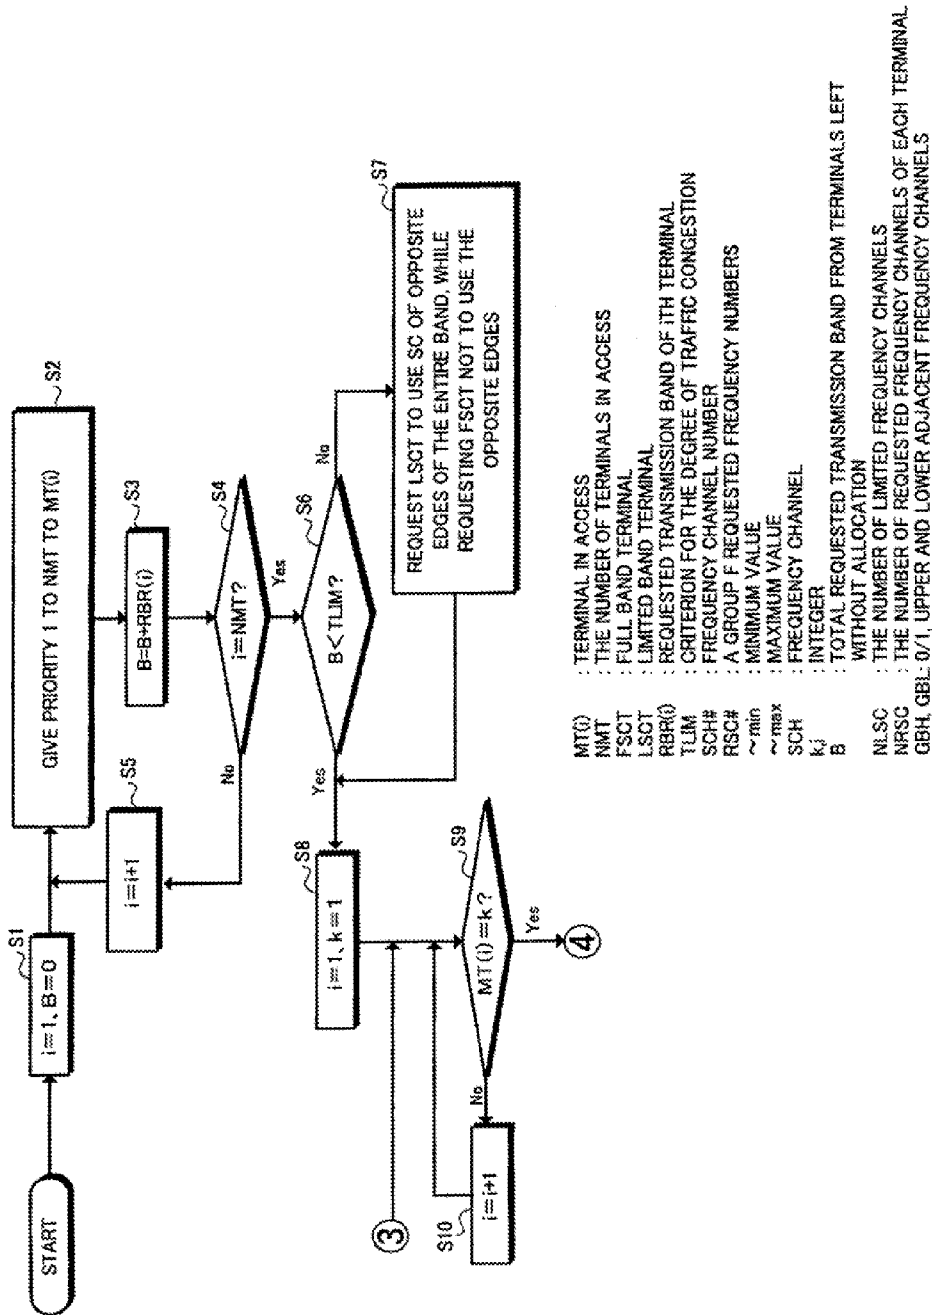 START
S1
i=1, B=0
S2
GIVE PRIORITY 1 TO NMT TO MT(i)
S5
i=i+1
S3
B=B+RBR(i)
S4
i=NMT?
No
Yes
S6
B<TLIM?
Yes
No
S7
REQUEST LSCT TO USE SC OF OPPOSITE
EDGES OF THE ENTIRE BAND, WHILE
REQUESTING FSCT NOT TO USE THE
OPPOSITE EDGES
S8
i=1, k=1
③
S9
MT(i)=k?
No
Yes
S10
i=i+1
④
MT(i) : TERMINAL IN ACCESS
NMT : THE NUMBER OF TERMINALS IN ACCESS
FSCT : FULL BAND TERMINAL
LSCT : LIMITED BAND TERMINAL
RBR(i) : REQUESTED TRANSMISSION BAND OF iTH TERMINAL
TLIM : CRITERION FOR THE DEGREE OF TRAFFIC CONGESTION
SCH# : FREQUENCY CHANNEL NUMBER
RSC# : A GROUP F REQUESTED FREQUENCY NUMBERS
~min : MINIMUM VALUE
~max : MAXIMUM VALUE
SCH : FREQUENCY CHANNEL
k,j : INTEGER
B : TOTAL REQUESTED TRANSMISSION BAND FROM TERMINALS LEFT
WITHOUT ALLOCATION
NLSC : THE NUMBER OF LIMITED FREQUENCY CHANNELS
NRSC : THE NUMBER OF REQUESTED FREQUENCY CHANNELS OF EACH TERMINAL
GBH, GBL: 0/1, UPPER AND LOWER ADJACENT FREQUENCY CHANNELS